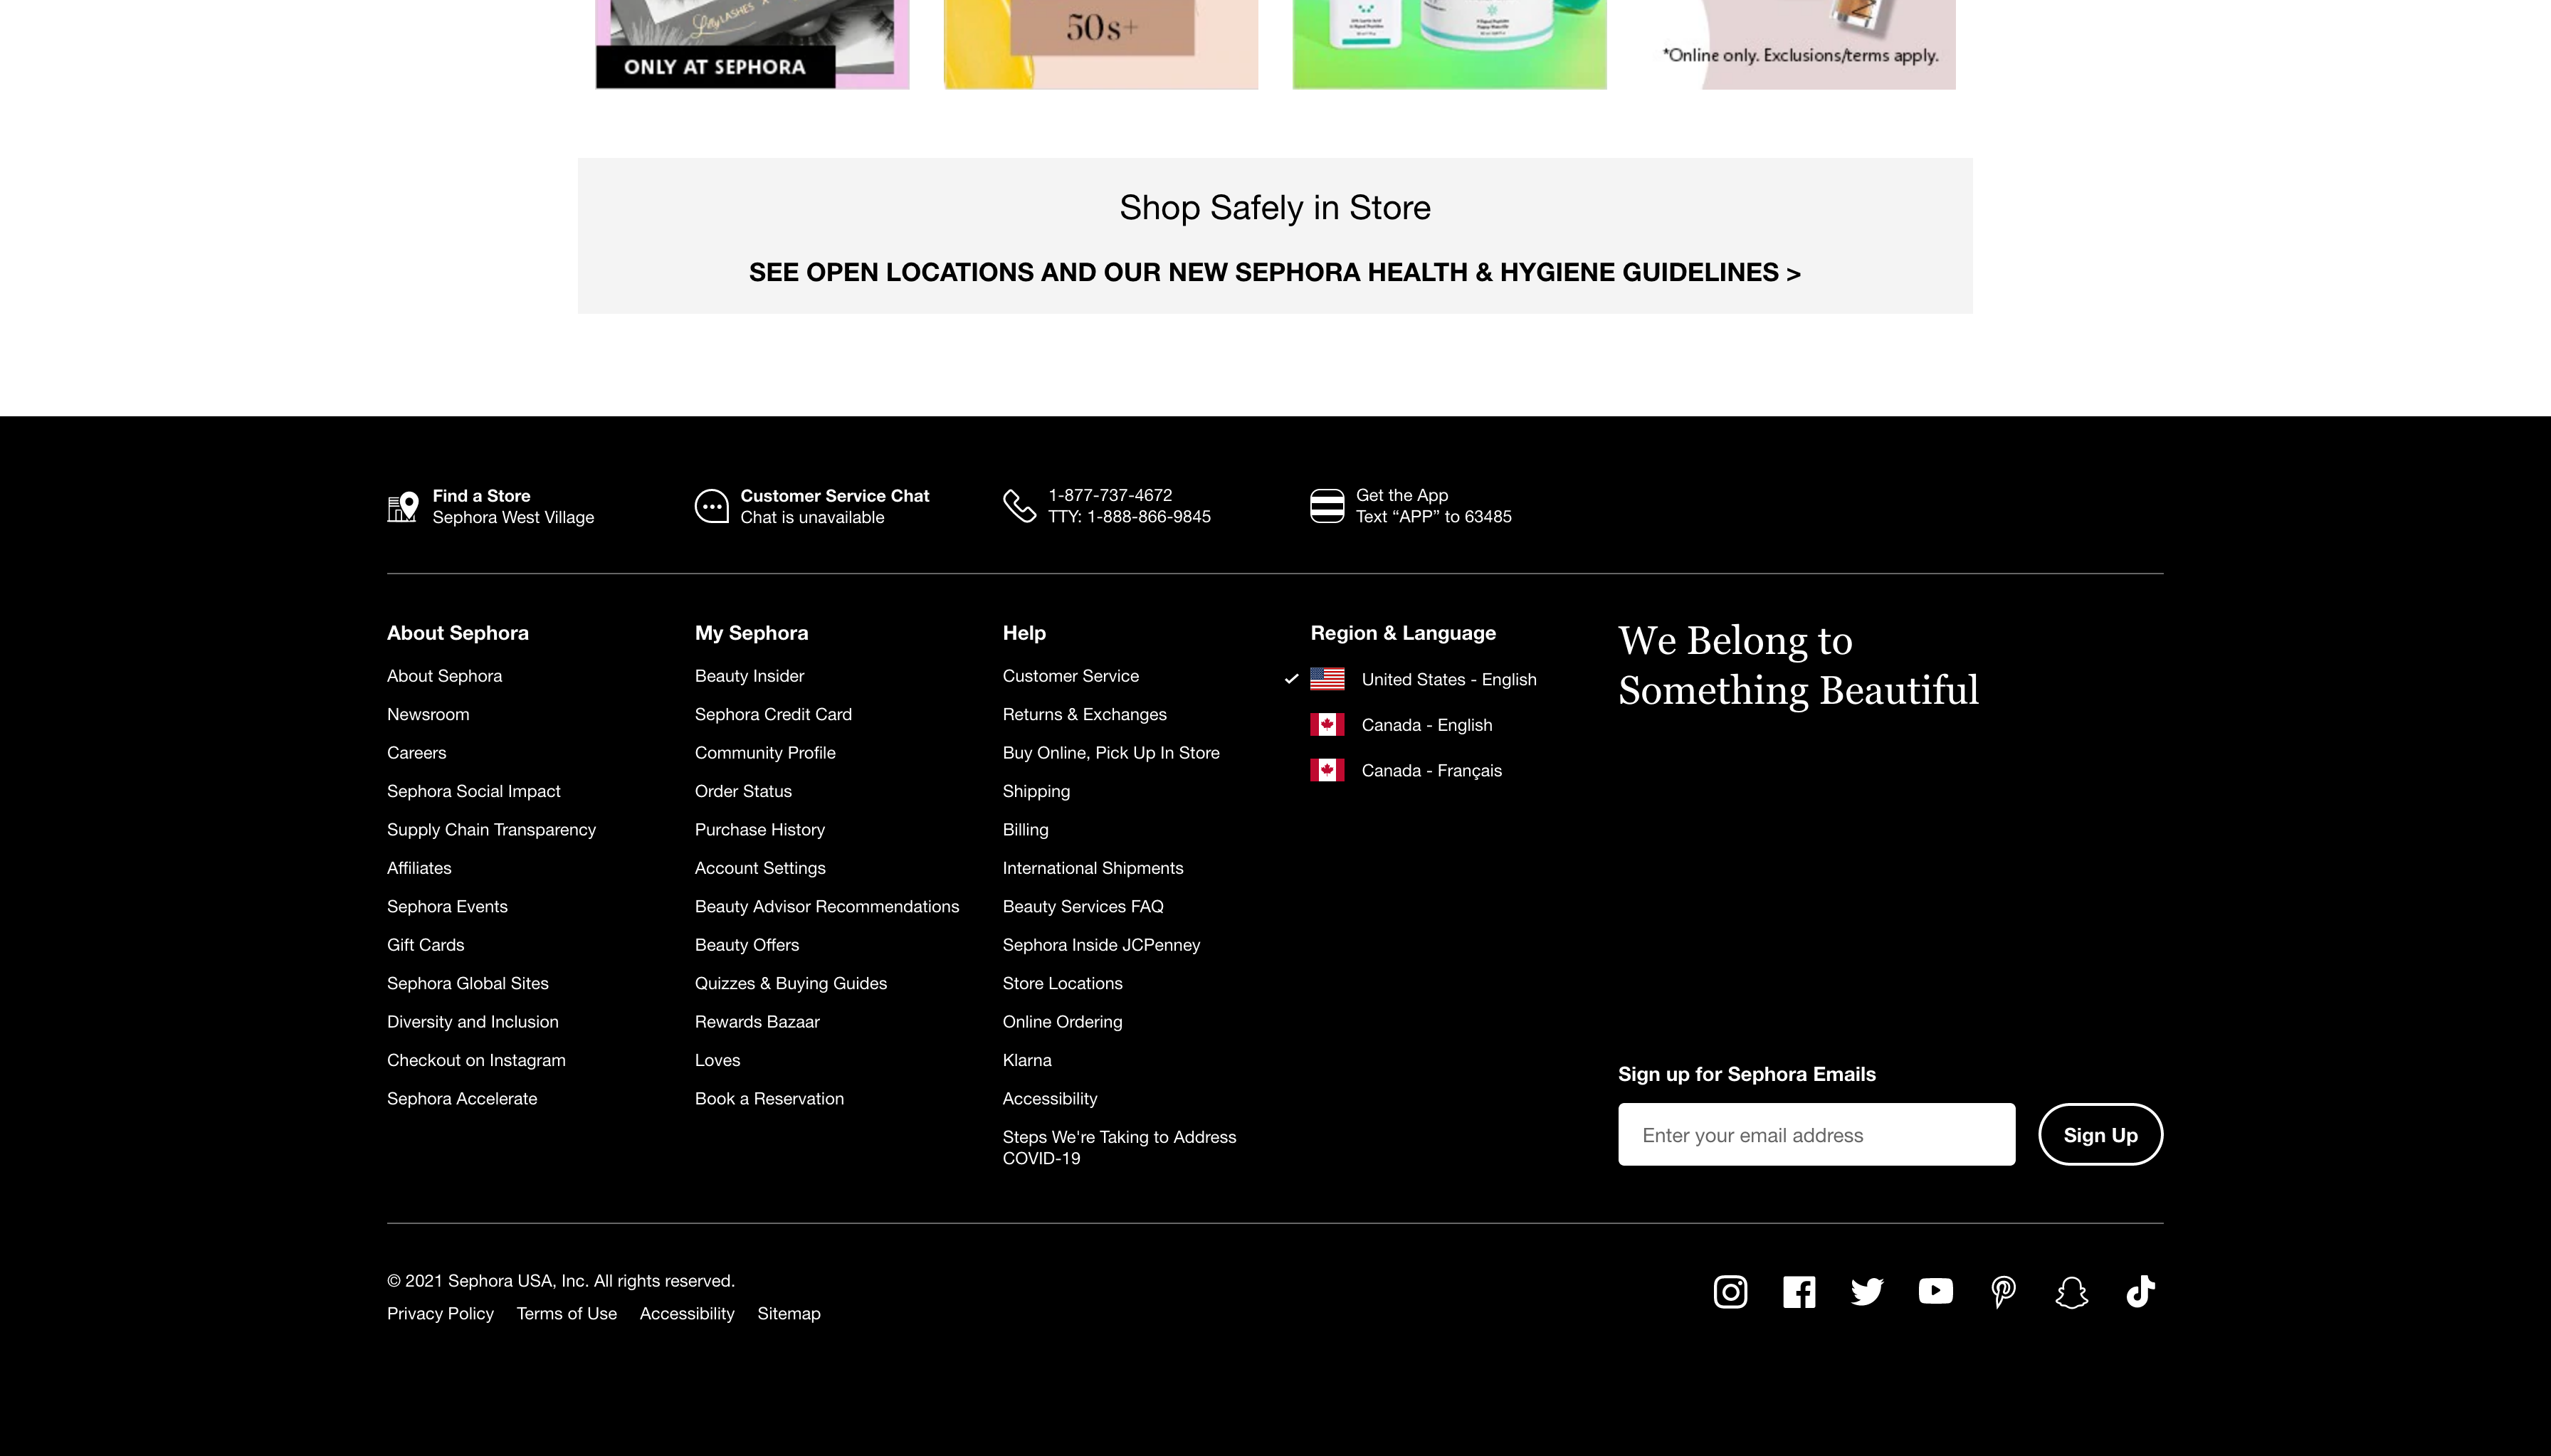 Lilly LASHES X
ONLY AT SEPHORA
50s+
*Online only. Exclusions/terms apply.
Shop Safely in Store
SEE OPEN LOCATIONS AND OUR NEW SEPHORA HEALTH & HYGIENE GUIDELINES >
Find a Store
Sephora West Village
Customer Service Chat
Chat is unavailable
1-877-737-4672
TTY: 1-888-866-9845
Get the App
Text “APP” to 63485
About Sephora
About Sephora
Newsroom
Careers
Sephora Social Impact
Supply Chain Transparency
Affiliates
Sephora Events
Gift Cards
Sephora Global Sites
Diversity and Inclusion
Checkout on Instagram
Sephora Accelerate
My Sephora
Beauty Insider
Sephora Credit Card
Community Profile
Order Status
Purchase History
Account Settings
Beauty Advisor Recommendations
Beauty Offers
Quizzes & Buying Guides
Rewards Bazaar
Loves
Book a Reservation
Help
Customer Service
Returns & Exchanges
Buy Online, Pick Up In Store
Shipping
Billing
International Shipments
Beauty Services FAQ
Sephora Inside JCPenney
Store Locations
Online Ordering
Klarna
Accessibility
Steps We're Taking to Address
COVID-19
Region & Language
United States - English
Canada - English
Canada - Français
We Belong to
Something Beautiful
Sign up for Sephora Emails
Enter your email address
Sign Up
© 2021 Sephora USA, Inc. All rights reserved.
Privacy Policy Terms of Use Accessibility Sitemap